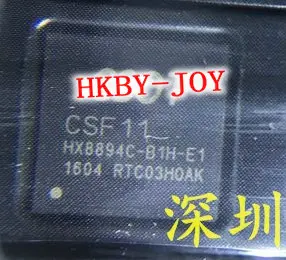 HKBY-JOY
CSF11
HX8894C-B1H-E1
1604 RTC03H0AK
深圳